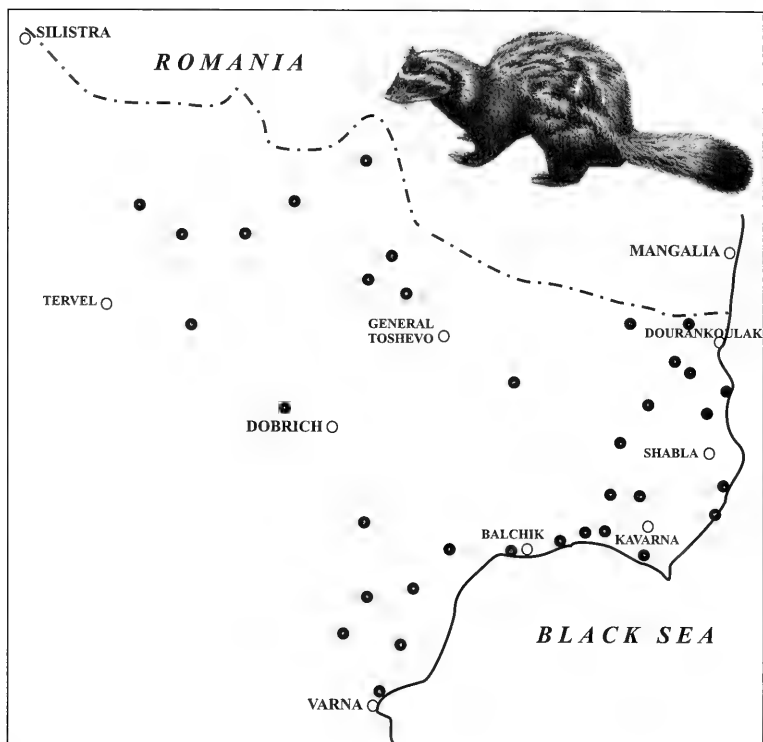 SILISTRA
ROMANIA
MANGALIA
TERVEL
GENERAL
TOSHEVO
DOURANKOULAK
DOBRICH
SHABLA
BALCHIK
KAVARNA
BLACK SEA
VARNA